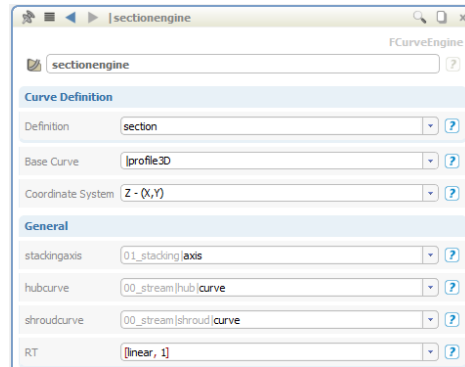 |sectionengine
FCurveEngine
sectionengine
?
Curve Definition
Definition section ?
Base Curve |profile3D ?
Coordinate System Z - (X,Y) ?
General
stackingaxis 01_stacking|axis ?
hubcurve 00_stream|hub|curve ?
shroudcurve 00_stream|shroud|curve ?
RT [linear, 1] ?